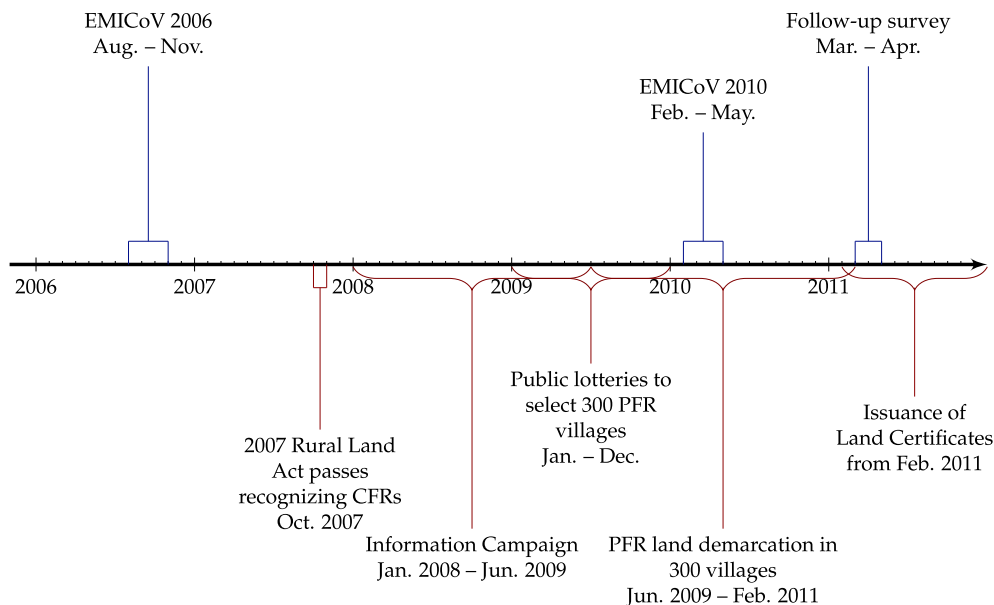 EMICoV 2006
Aug. – Nov.
Follow-up survey
Mar. – Apr.
EMICoV 2010
Feb. – May.
2006
2007
2008
2009
2010
2011
Public lotteries to
select 300 PFR
villages
Jan. – Dec.
Issuance of
Land Certificates
from Feb. 2011
2007 Rural Land
Act passes
recognizing CFRs
Oct. 2007
Information Campaign
Jan. 2008 – Jun. 2009
PFR land demarcation in
300 villages
Jun. 2009 – Feb. 2011